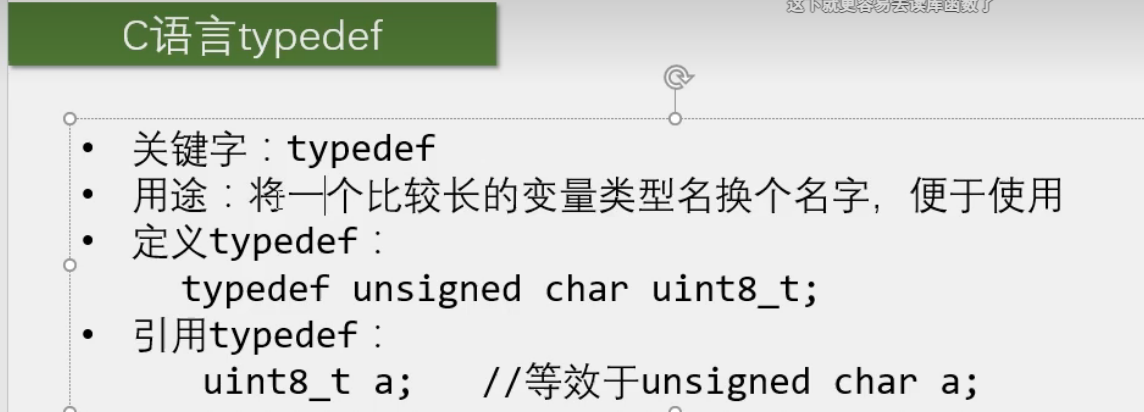 这下就更容易去读库函数了
C语言typedef
• 关键字：typedef
• 用途：将一个比较长的变量类型名换个名字，便于使用
• 定义typedef：
typedef unsigned char uint8_t;
• 引用typedef：
uint8_t a; //等效于unsigned char a;